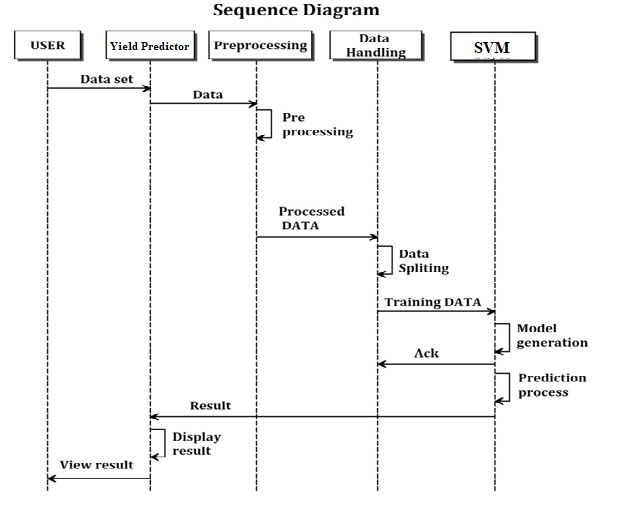 Sequence Diagram
USER
Yield Predictor
Preprocessing
Data
Handling
SVM
Data set
Data
Pre
processing
Processed
DATA
Data
Spliting
Training DATA
Model
generation
Ack
Prediction
process
Result
Display
result
View result